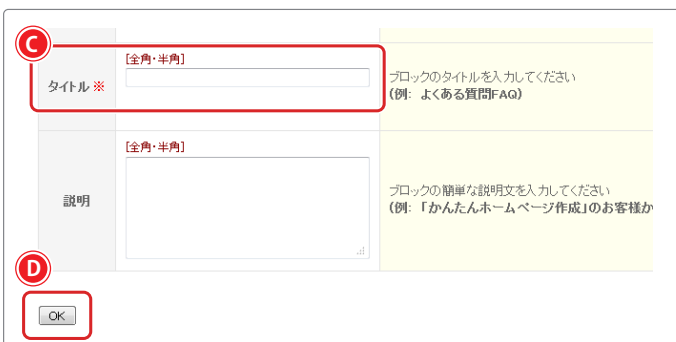 C
[全角・半角]
タイトル ※
ブロックのタイトルを入力してください
(例: よくある質問FAQ)
[全角・半角]
説明
ブロックの簡単な説明文を入力してください
(例: 「かんたんホームページ作成」のお客様か
D
OK